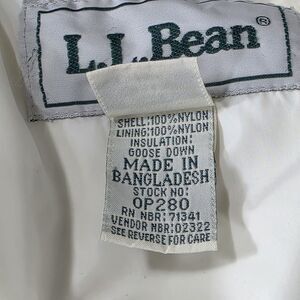 L.L.Bean®
SHELL:100%NYLON
LINING:100%NYLON
INSULATION:
GOOSE DOWN
MADE IN
BANGLADESH
STOCK NO:
OP280
RN NBR:71341
VENDOR NBR:02322
SEE REVERSE FOR CARE